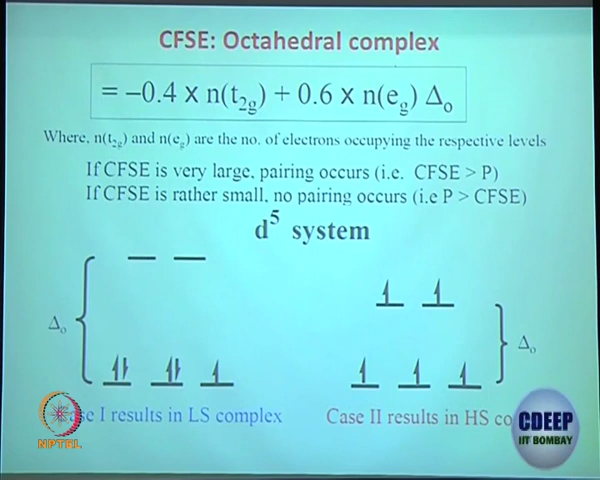 CFSE: Octahedral complex
= –0.4 x n(t2g) + 0.6 x n(eg) Δo
Where, n(t2g) and n(eg) are the no. of electrons occupying the respective levels
If CFSE is very large, pairing occurs (i.e. CFSE > P)
If CFSE is rather small, no pairing occurs (i.e P > CFSE)
d5 system
Δo
Δo
I results in LS complex
Case II results in HS
NPTEL
CDEEP
IIT BOMBAY